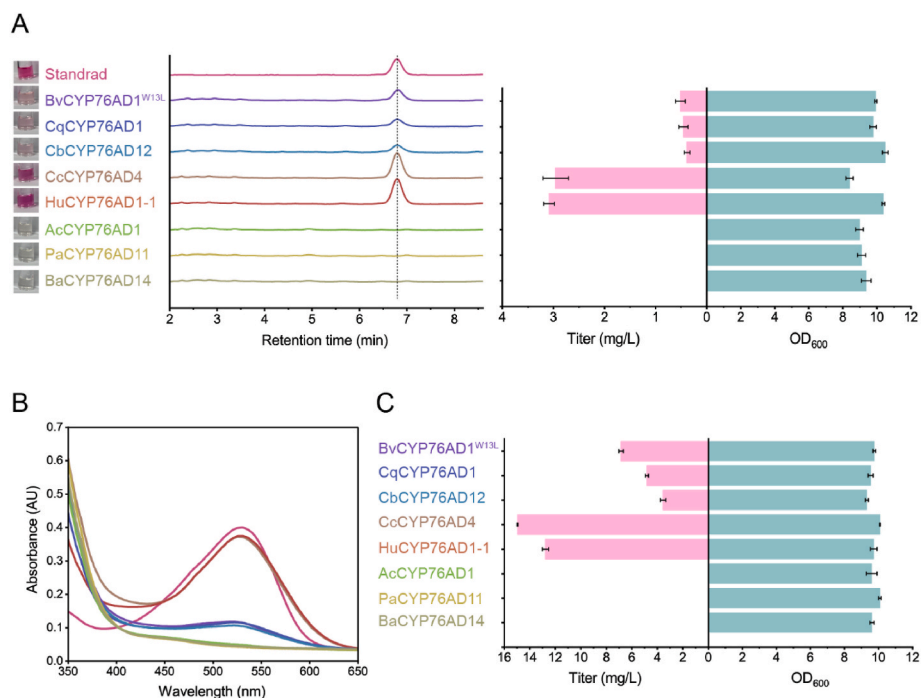 A
Standrad
BvCYP76AD1W13L
CqCYP76AD1
CbCYP76AD12
CcCYP76AD4
HuCYP76AD1-1
AcCYP76AD1
PaCYP76AD11
BaCYP76AD14
2 3 4 5 6 7 8
Retention time (min)
4 3 2 1 0 2 4 6 8 10 12
Titer (mg/L) OD600
B
0.7
0.6
0.5
0.4
0.3
0.2
0.1
0.0
350 400 450 500 550 600 650
Absorbance (AU)
Wavelength (nm)
C
BvCYP76AD1W13L
CqCYP76AD1
CbCYP76AD12
CcCYP76AD4
HuCYP76AD1-1
AcCYP76AD1
PaCYP76AD11
BaCYP76AD14
16 14 12 10 8 6 4 2 0 2 4 6 8 10 12
Titer (mg/L) OD600